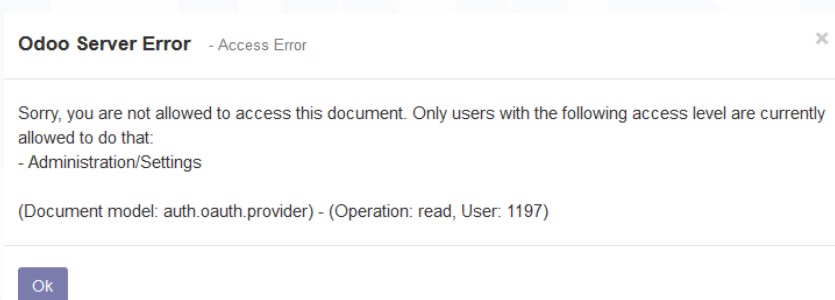 Odoo Server Error - Access Error
×
Sorry, you are not allowed to access this document. Only users with the following access level are currently
allowed to do that:
- Administration/Settings
(Document model: auth.oauth.provider) - (Operation: read, User: 1197)
Ok